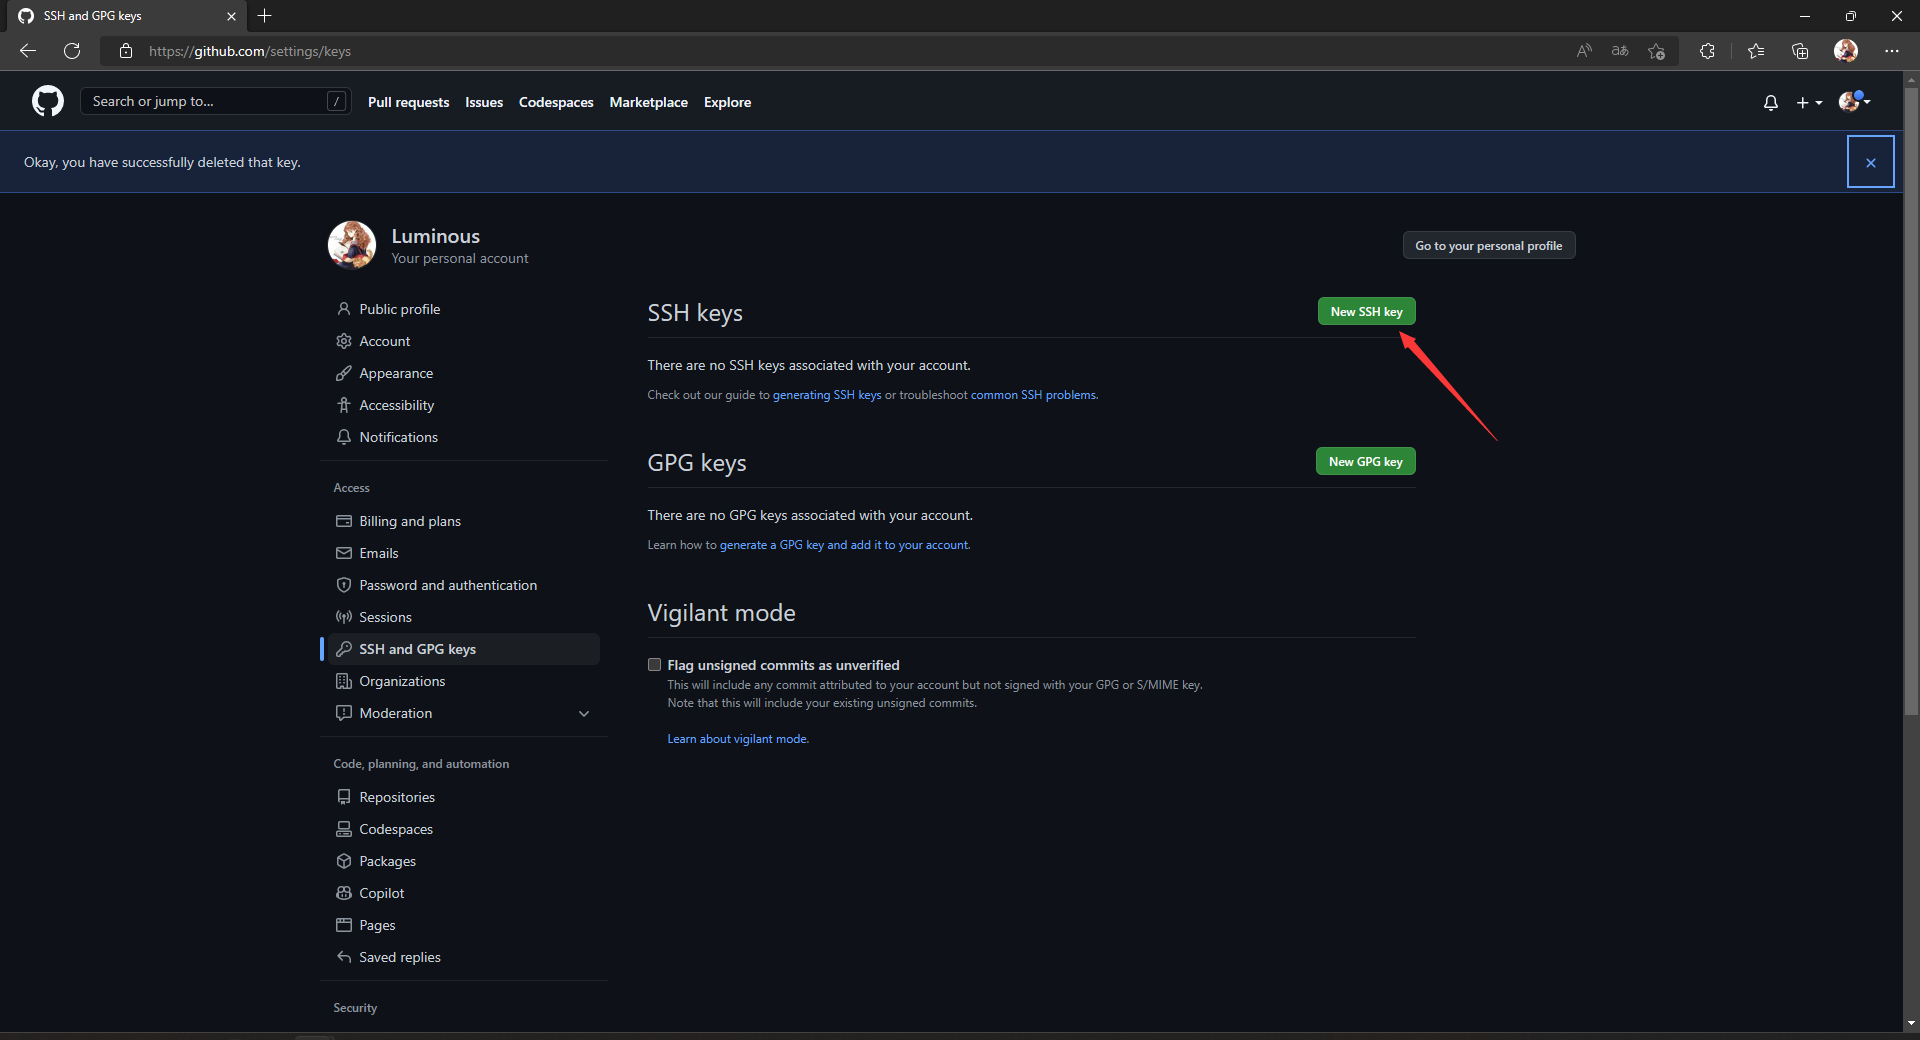 SSH and GPG keys
https://github.com/settings/keys
Search or jump to... /
Pull requests
Issues
Codespaces
Marketplace
Explore
Okay, you have successfully deleted that key.
Luminous
Your personal account
Go to your personal profile
Public profile
Account
Appearance
Accessibility
Notifications
Access
Billing and plans
Emails
Password and authentication
Sessions
SSH and GPG keys
Organizations
Moderation
Code, planning, and automation
Repositories
Codespaces
Packages
Copilot
Pages
Saved replies
Security
SSH keys
New SSH key
There are no SSH keys associated with your account.
Check out our guide to generating SSH keys or troubleshoot common SSH problems.
GPG keys
New GPG key
There are no GPG keys associated with your account.
Learn how to generate a GPG key and add it to your account.
Vigilant mode
Flag unsigned commits as unverified
This will include any commit attributed to your account but not signed with your GPG or S/MIME key.
Note that this will include your existing unsigned commits.
Learn about vigilant mode.